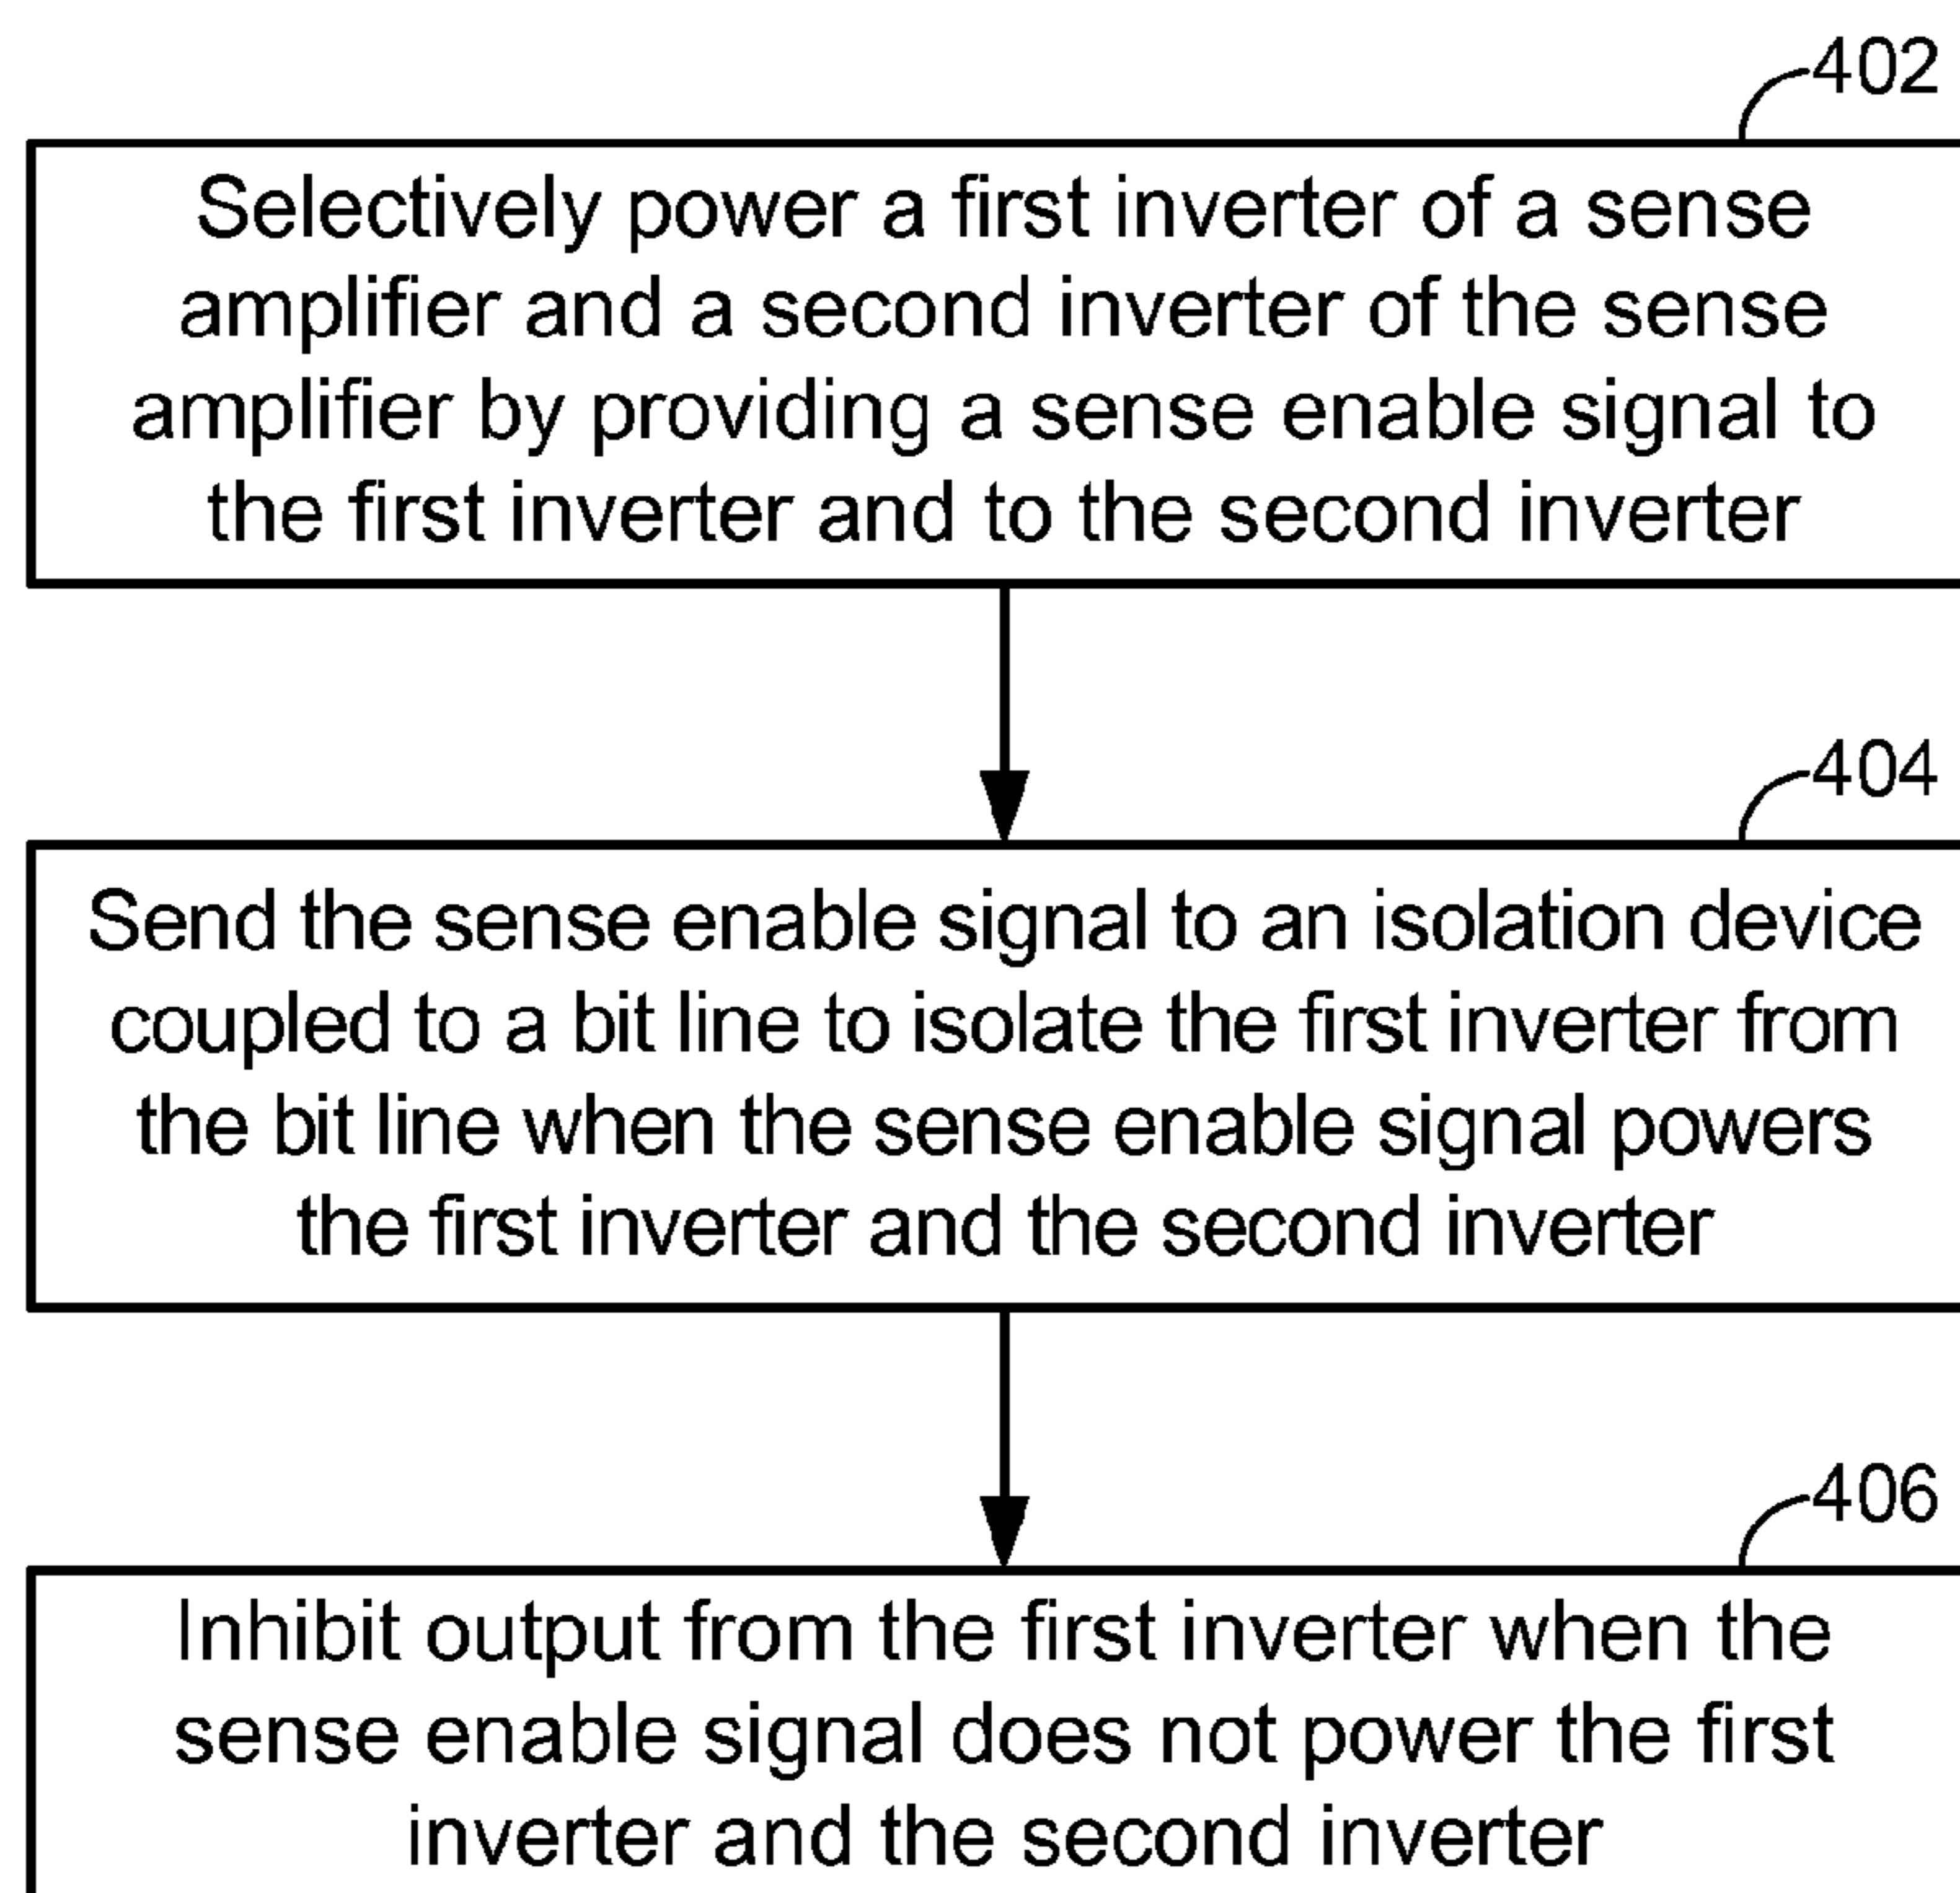 402
Selectively power a first inverter of a sense
amplifier and a second inverter of the sense
amplifier by providing a sense enable signal to
the first inverter and to the second inverter
404
Send the sense enable signal to an isolation device
coupled to a bit line to isolate the first inverter from
the bit line when the sense enable signal powers
the first inverter and the second inverter
406
Inhibit output from the first inverter when the
sense enable signal does not power the first
inverter and the second inverter